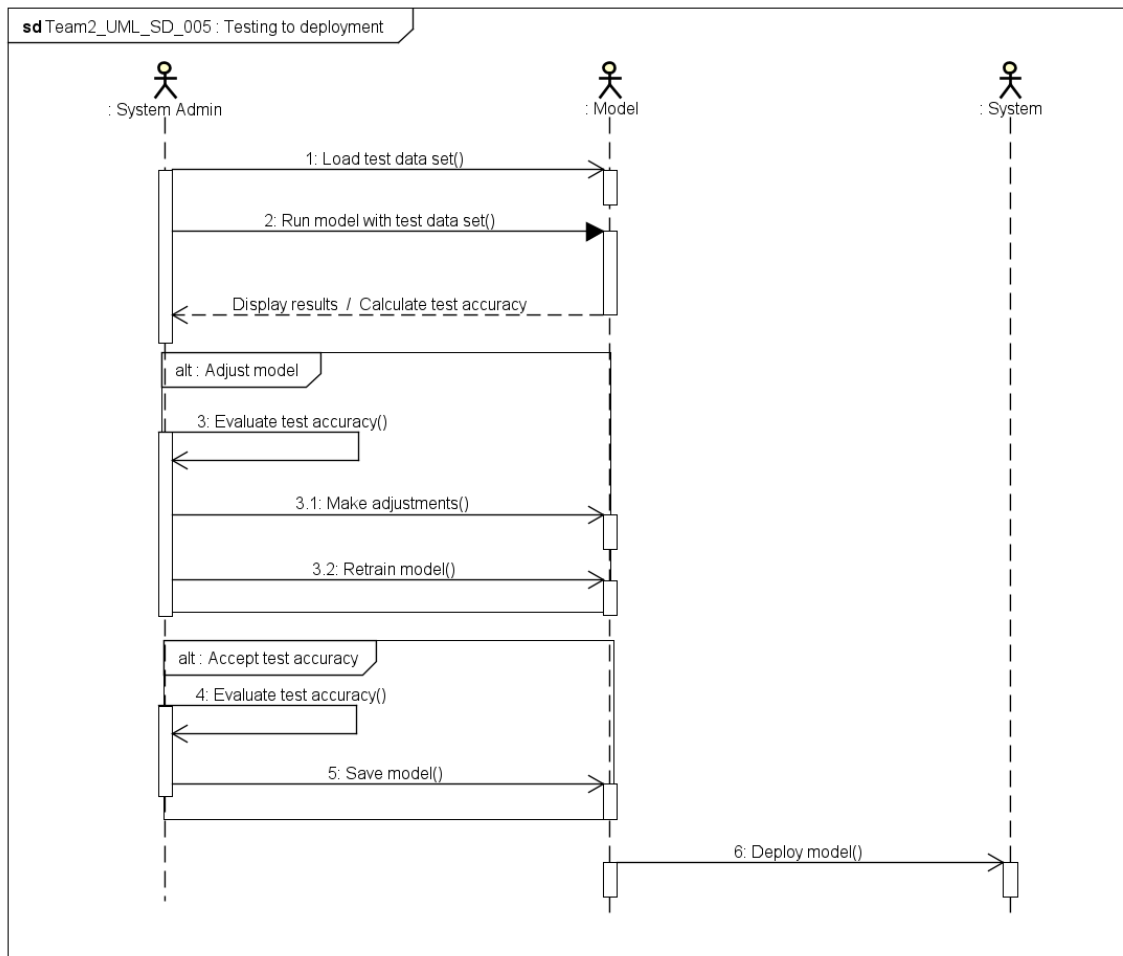 sd Team2_UML_SD_005 : Testing to deployment
: System Admin
: Model
: System
1: Load test data set()
2: Run model with test data set()
Display results / Calculate test accuracy
alt : Adjust model
3: Evaluate test accuracy()
3.1: Make adjustments()
3.2: Retrain model()
alt : Accept test accuracy
4: Evaluate test accuracy()
5: Save model()
6: Deploy model()